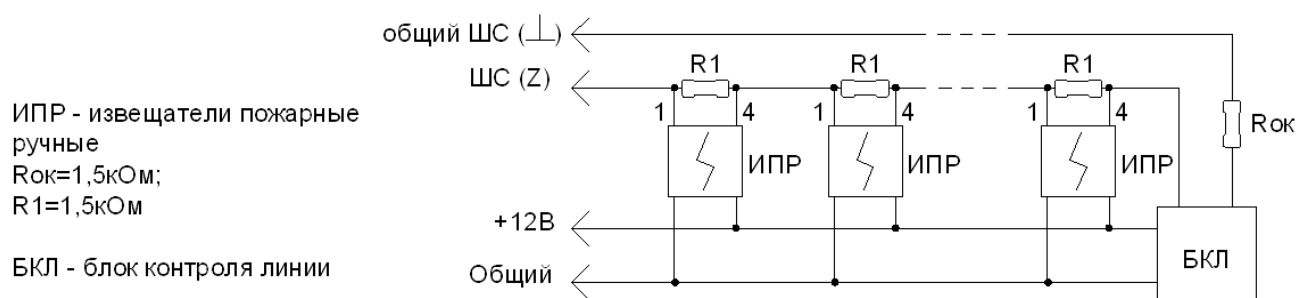 общий ШС (⊥)
ШС (Z)
R1
R1
R1
1
4
1
4
1
4
ИПР
ИПР
ИПР
Rок
ИПР - извещатели пожарные
ручные
Rок=1,5кОм;
R1=1,5кОм
+12В
Общий
БКЛ
БКЛ - блок контроля линии